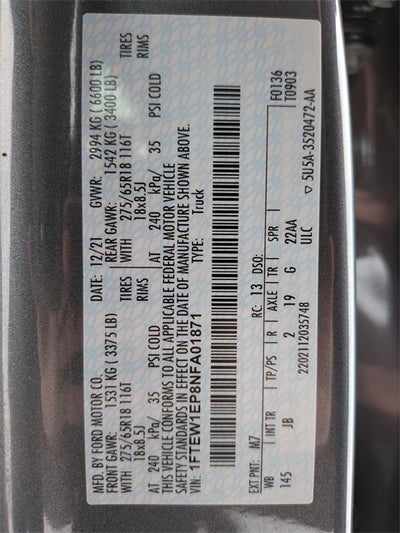 MFD. BY FORD MOTOR CO.
DATE: 12/21 GVWR: 2994 KG ( 6600 LB)
FRONT GAWR: 1531 KG ( 3375 LB) REAR GAWR: 1542 KG ( 3400 LB)
WITH 275/65R18 116T TIRES WITH 275/65R18 116T TIRES
18x8.5J RIMS 18x8.5J RIMS
AT 240 kPa/ 35 PSI COLD AT 240 kPa/ 35 PSI COLD
THIS VEHICLE CONFORMS TO ALL APPLICABLE FEDERAL MOTOR VEHICLE
SAFETY STANDARDS IN EFFECT ON THE DATE OF MANUFACTURE SHOWN ABOVE.
VIN: 1FTEW1EP8NFA01871
TYPE: Truck
F0136
EXT PNT: M7 RC: 13 DSO: T0903
WB INT TR TP/PS R AXLE TR SPR
145 JB 2 19 G 22AA
ULC
2202112035748 ▽ 5U5A-3520472-AA